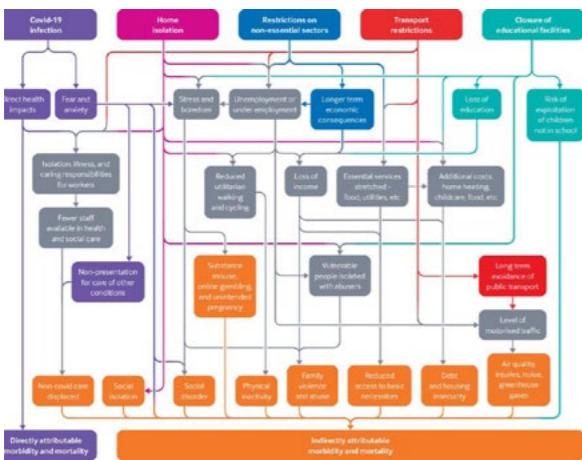 Covid-19
infection
Home
isolation
Restrictions on
non-essential sectors
Transport
restrictions
Closure of
educational facilities
Direct health
impacts
Fear and
anxiety
Stress and
boredom
Unemployment or
under employment
Longer term
economic
consequences
Loss of
education
Risk of
exploitation
of children
not in school
Isolation, illness, and
caring responsibilities
for workers
Reduced
utilitarian
walking
and cycling
Loss of
income
Essential services
stretched -
food, utilities, etc
Additional costs:
home heating,
childcare, food, etc
Fewer staff
available in health
and social care
Non-presentation
for care of other
conditions
Substance
misuse,
online gambling,
and unintended
pregnancy
Vulnerable
people isolated
with abusers
Long term
avoidance of
public transport
Level of
motorised traffic
Non-covid care
displaced
Social
isolation
Social
disorder
Physical
inactivity
Family
violence
and abuse
Reduced
access to basic
necessities
Debt
and housing
insecurity
Air quality,
injuries, noise,
greenhouse
gases
Directly attributable
morbidity and mortality
Indirectly attributable
morbidity and mortality